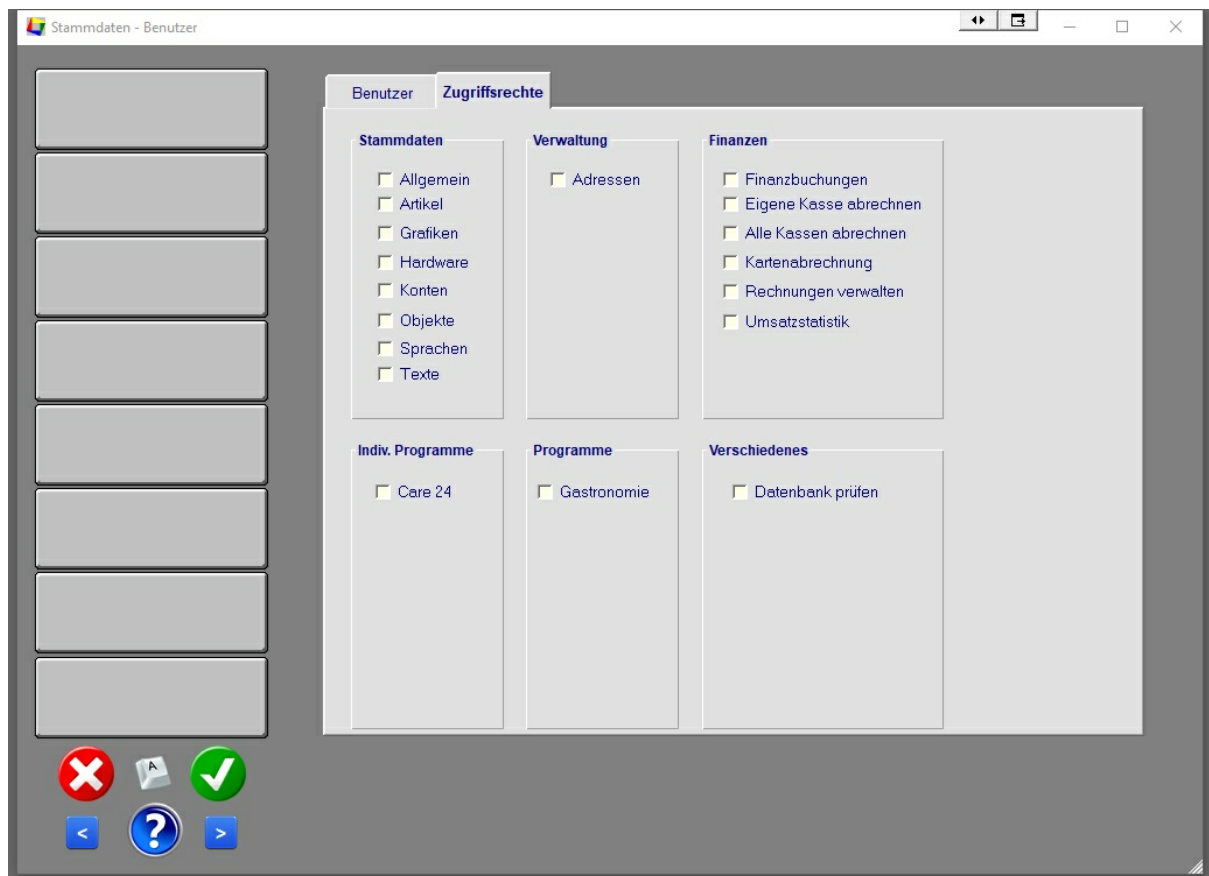 Stammdaten - Benutzer
Benutzer
Zugriffsrechte
Stammdaten
Allgemein
Artikel
Grafiken
Hardware
Konten
Objekte
Sprachen
Texte
Verwaltung
Adressen
Finanzen
Finanzbuchungen
Eigene Kasse abrechnen
Alle Kassen abrechnen
Kartenabrechnung
Rechnungen verwalten
Umsatzstatistik
Indiv. Programme
Care 24
Programme
Gastronomie
Verschiedenes
Datenbank prüfen
A
< ? >